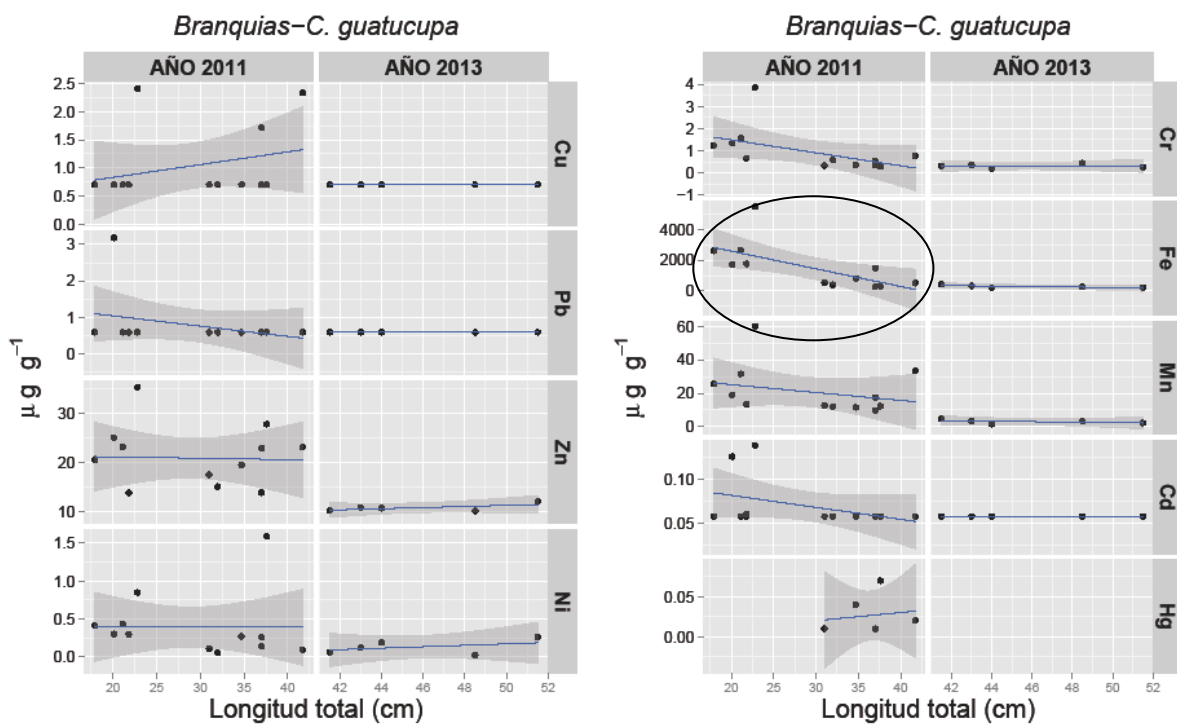 Branquias−C. guatucupa
AÑO 2011 AÑO 2013
2.5
2.0
1.5
1.0
0.5
0.0
Cu
3
2
1
0
Pb
30
20
10
Zn
1.5
1.0
0.5
0.0
Ni
µg g⁻¹
20 25 30 35 40 42 44 46 48 50 52
Longitud total (cm)
Branquias−C. guatucupa
AÑO 2011 AÑO 2013
4
3
2
1
0
−1
Cr
4000
2000
0
Fe
60
40
20
0
Mn
0.10
0.05
Cd
0.05
0.00
Hg
µg g⁻¹
20 25 30 35 40 42 44 46 48 50 52
Longitud total (cm)